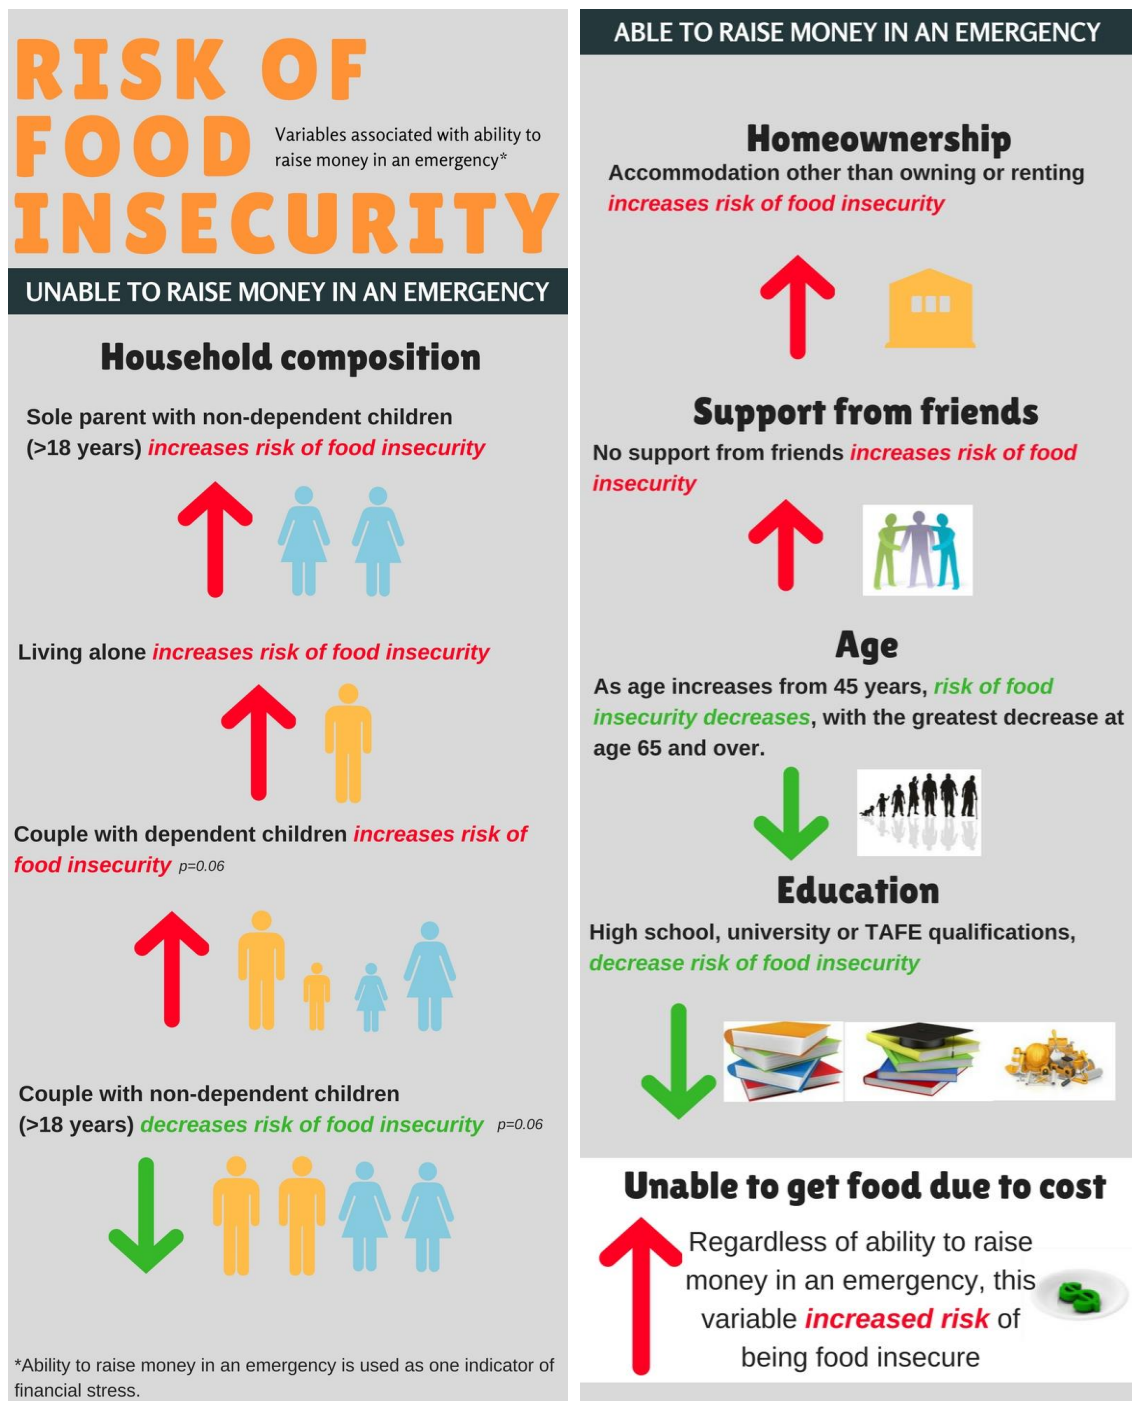 RISK OF
FOOD
INSECURITY
Variables associated with ability to
raise money in an emergency*
UNABLE TO RAISE MONEY IN AN EMERGENCY
Household composition
Sole parent with non-dependent children
(>18 years) increases risk of food insecurity
Living alone increases risk of food insecurity
Couple with dependent children increases risk of
food insecurity p=0.06
Couple with non-dependent children
(>18 years) decreases risk of food insecurity p=0.06
*Ability to raise money in an emergency is used as one indicator of
financial stress.
ABLE TO RAISE MONEY IN AN EMERGENCY
Homeownership
Accommodation other than owning or renting
increases risk of food insecurity
Support from friends
No support from friends increases risk of food
insecurity
Age
As age increases from 45 years, risk of food
insecurity decreases, with the greatest decrease at
age 65 and over.
Education
High school, university or TAFE qualifications,
decrease risk of food insecurity
Unable to get food due to cost
Regardless of ability to raise
money in an emergency, this
variable increased risk of
being food insecure
$